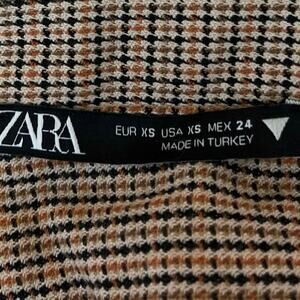 ZARA
EUR XS USA XS MEX 24
MADE IN TURKEY